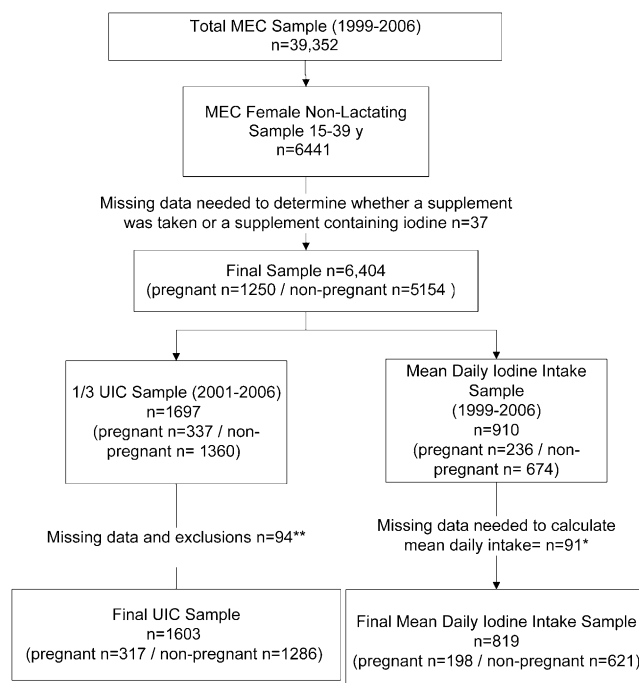 Total MEC Sample (1999-2006)
n=39,352
MEC Female Non-Lactating
Sample 15-39 y
n=6441
Missing data needed to determine whether a supplement
was taken or a supplement containing iodine n=37
Final Sample n=6,404
(pregnant n=1250 / non-pregnant n=5154 )
1/3 UIC Sample (2001-2006)
n=1697
(pregnant n=337 / non-
pregnant n= 1360)
Mean Daily Iodine Intake
Sample
(1999-2006)
n=910
(pregnant n=236 / non-
pregnant n= 674)
Missing data and exclusions n=94**
Missing data needed to calculate
mean daily intake= n=91*
Final UIC Sample
n=1603
(pregnant n=317 / non-pregnant n=1286)
Final Mean Daily Iodine Intake Sample
n=819
(pregnant n=198 / non-pregnant n=621)